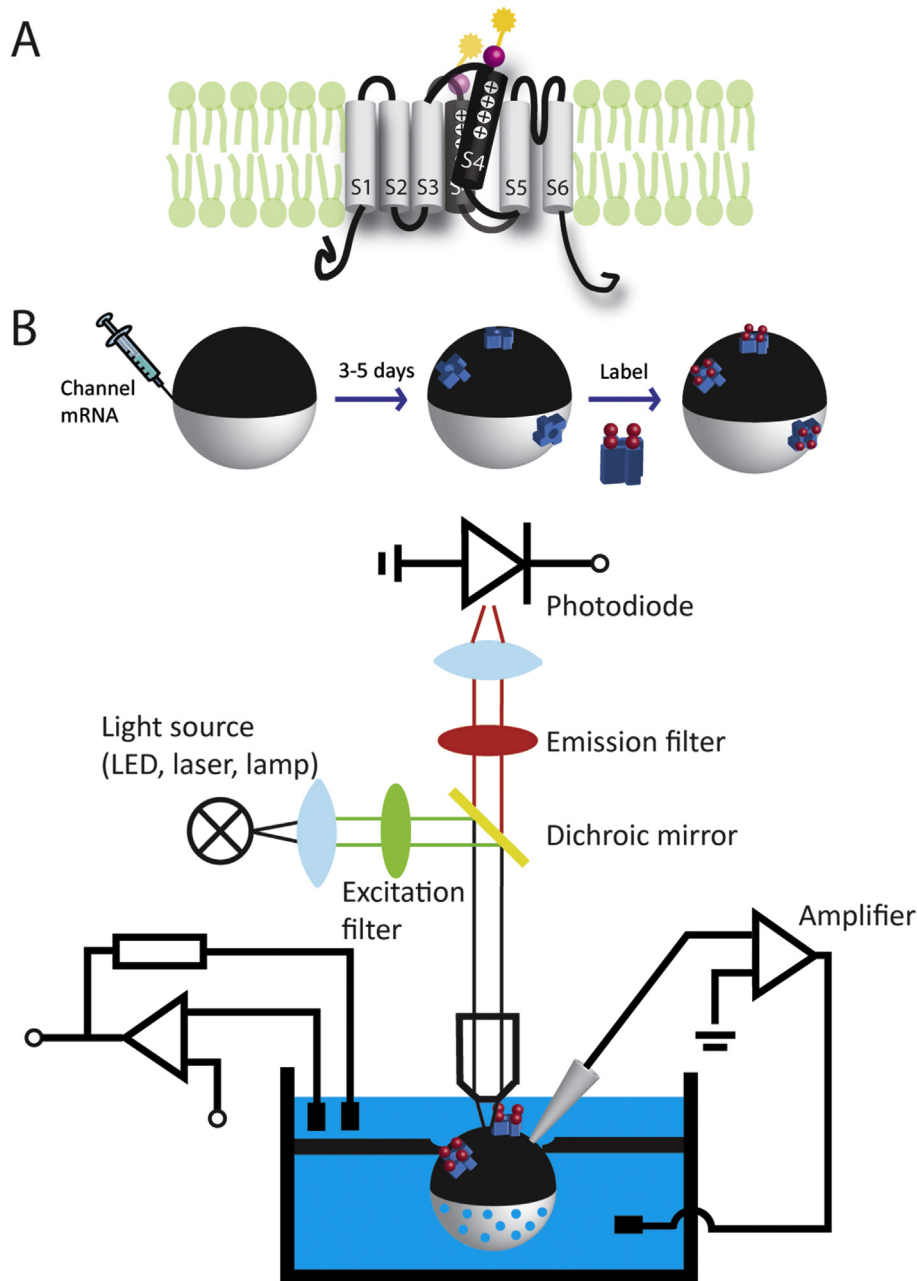 A
S1
S2
S3
S
S4
S5
S6
B
Channel
mRNA
3-5 days
Label
Photodiode
Light source
(LED, laser, lamp)
Emission filter
Dichroic mirror
Excitation
filter
Amplifier